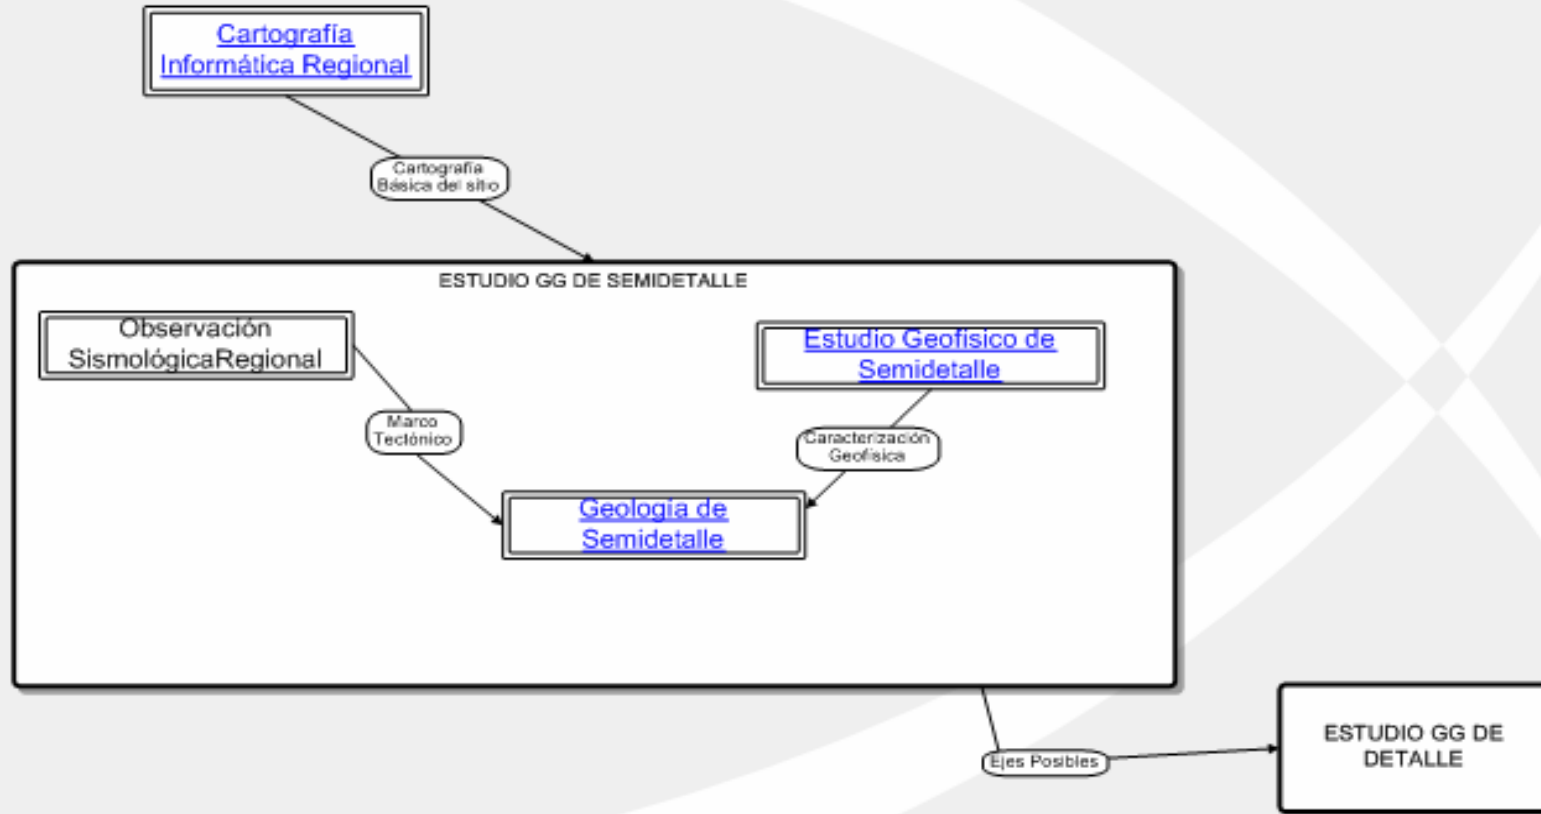 Cartografía
Informática Regional
Cartografía
Básica del sitio
ESTUDIO GG DE SEMIDETALLE
Observación
SismológicaRegional
Estudio Geofísico de
Semidetalle
Marco
Tectónico
Caracterización
Geofísica
Geología de
Semidetalle
Ejes Posibles
ESTUDIO GG DE
DETALLE